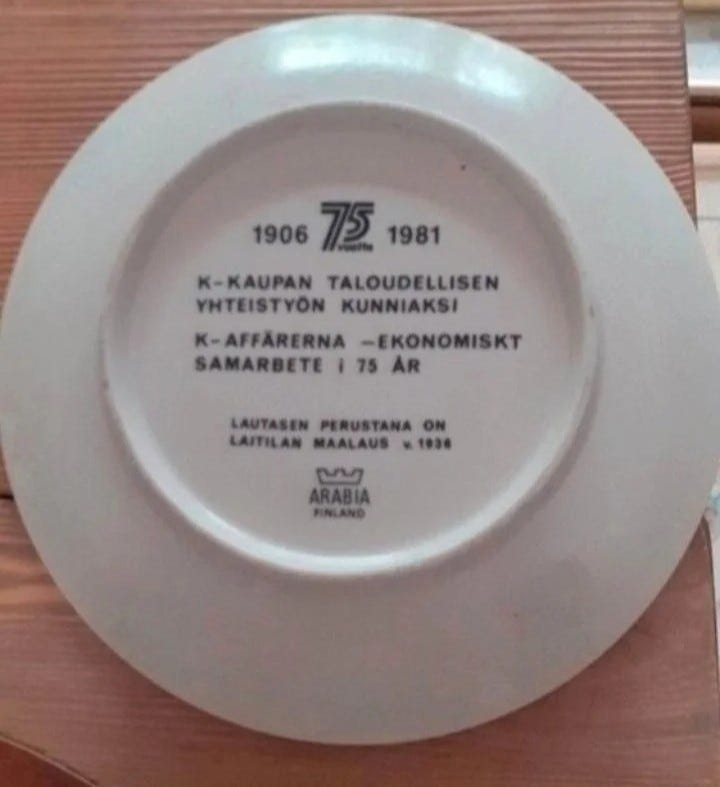 1906 75 vuotta 1981
K-KAUPAN TALOUDELLISEN
YHTEISTYÖN KUNNIAKSI
K-AFFÄRERNA -EKONOMISKT
SAMARBETE i 75 ÅR
LAUTASEN PERUSTANA ON
LAITILAN MAALAUS v. 1936
ARABIA
FINLAND